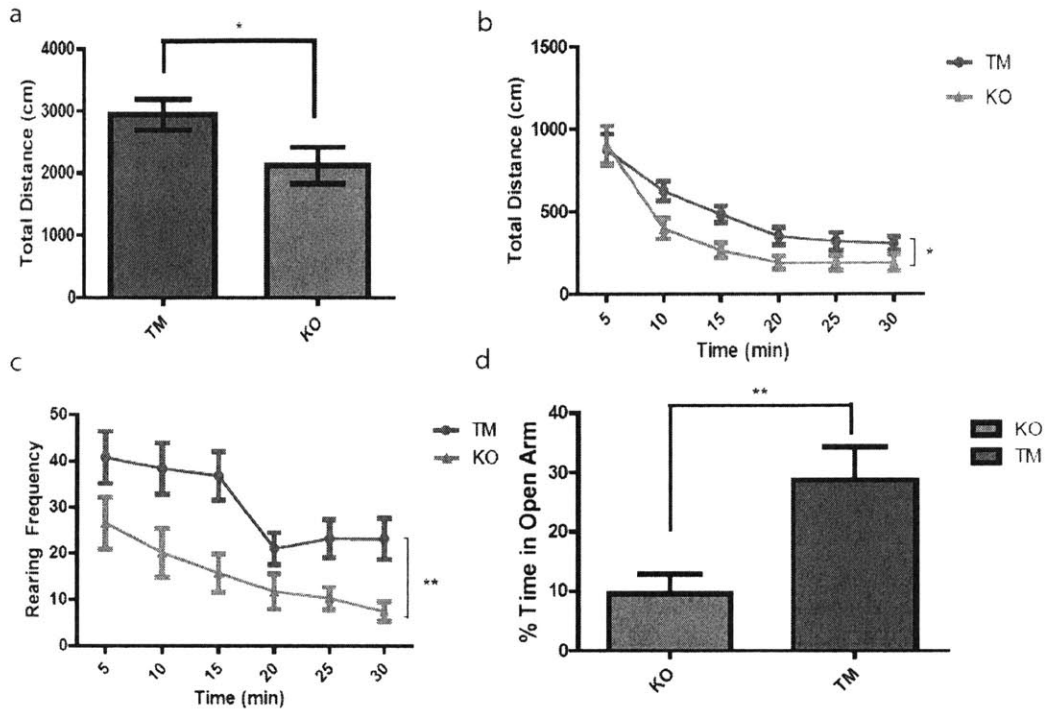 a
*
4000
3000
2000
1000
0
Total Distance (cm)
TM
KO
b
1500
1000
500
0
Total Distance (cm)
TM
KO
*
5 10 15 20 25 30
Time (min)
c
50
40
30
20
10
0
Rearing Frequency
TM
KO
**
5 10 15 20 25 30
Time (min)
d
**
40
30
20
10
0
% Time in Open Arm
KO
TM
KO
TM